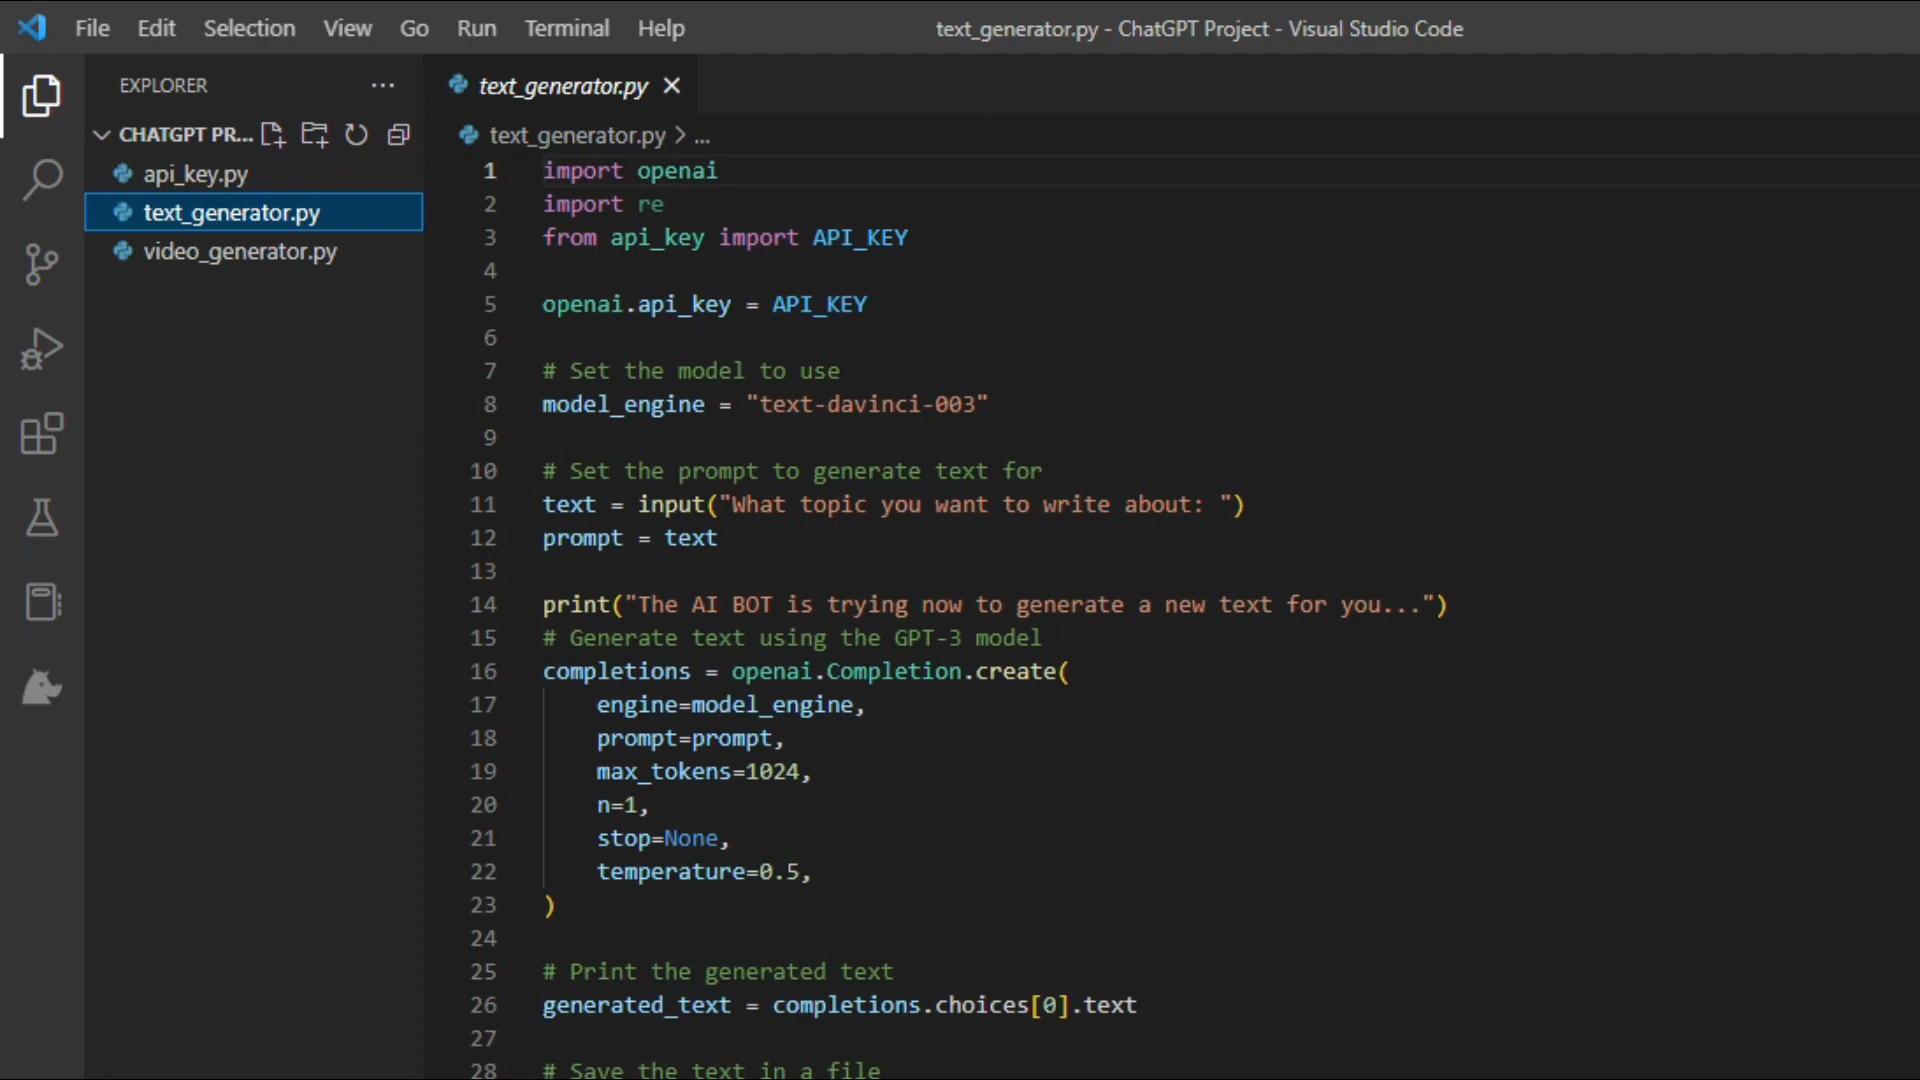 File Edit Selection View Go Run Terminal Help text_generator.py - ChatGPT Project - Visual Studio Code
EXPLORER ...
CHATGPT PR...
api_key.py
text_generator.py
video_generator.py
text_generator.py
text_generator.py > ...
1 import openai
2 import re
3 from api_key import API_KEY
4
5 openai.api_key = API_KEY
6
7 # Set the model to use
8 model_engine = "text-davinci-003"
9
10 # Set the prompt to generate text for
11 text = input("What topic you want to write about: ")
12 prompt = text
13
14 print("The AI BOT is trying now to generate a new text for you...")
15 # Generate text using the GPT-3 model
16 completions = openai.Completion.create(
17     engine=model_engine,
18     prompt=prompt,
19     max_tokens=1024,
20     n=1,
21     stop=None,
22     temperature=0.5,
23 )
24
25 # Print the generated text
26 generated_text = completions.choices[0].text
27
28 # Save the text in a file